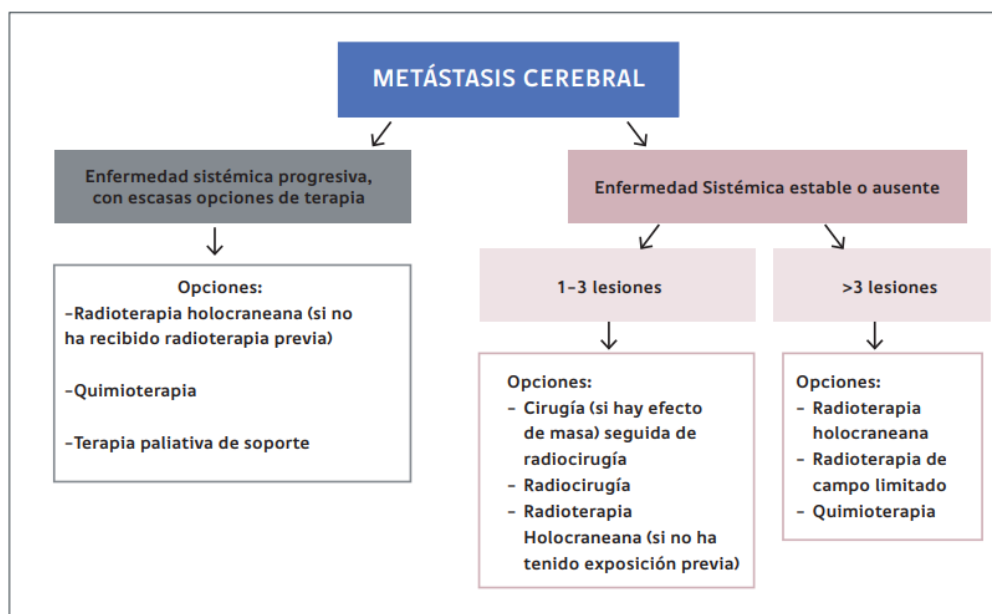 METÁSTASIS CEREBRAL
Enfermedad sistémica progresiva,
con escasas opciones de terapia
Opciones:
-Radioterapia holocraneana (si no
ha recibido radioterapia previa)
-Quimioterapia
-Terapia paliativa de soporte
Enfermedad Sistémica estable o ausente
1-3 lesiones
Opciones:
- Cirugía (si hay efecto
de masa) seguida de
radiocirugía
- Radiocirugía
- Radioterapia
Holocraneana (si no ha
tenido exposición previa)
>3 lesiones
Opciones:
- Radioterapia
holocraneana
- Radioterapia de
campo limitado
- Quimioterapia